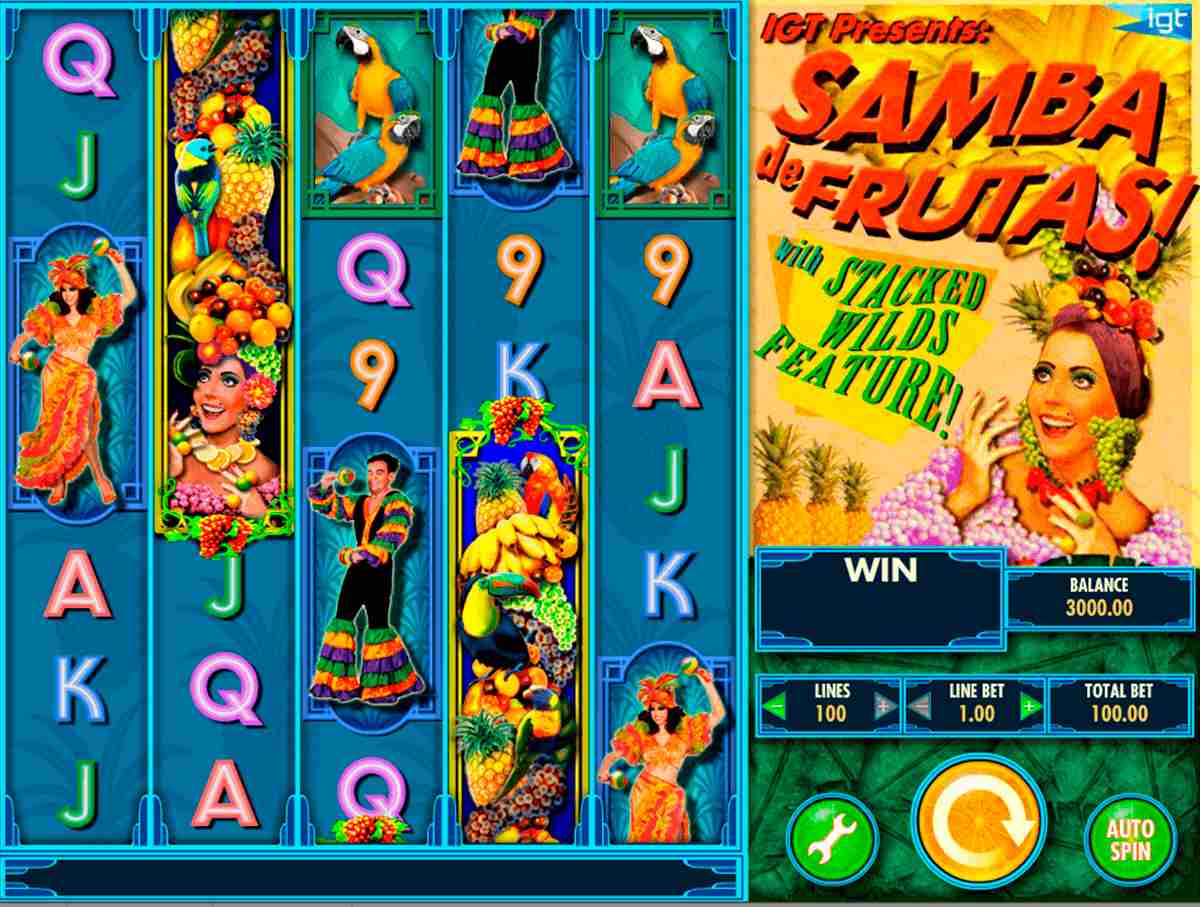 Q
J
A
K
J
J
Q
A
Q
9
Q
9
K
9
A
J
K
igt
IGT Presents:
SAMBA
de FRUTAS!
with STACKED
WILDS
FEATURE!
WIN
BALANCE
3000.00
LINES
100
LINE BET
1.00
TOTAL BET
100.00
AUTO
SPIN